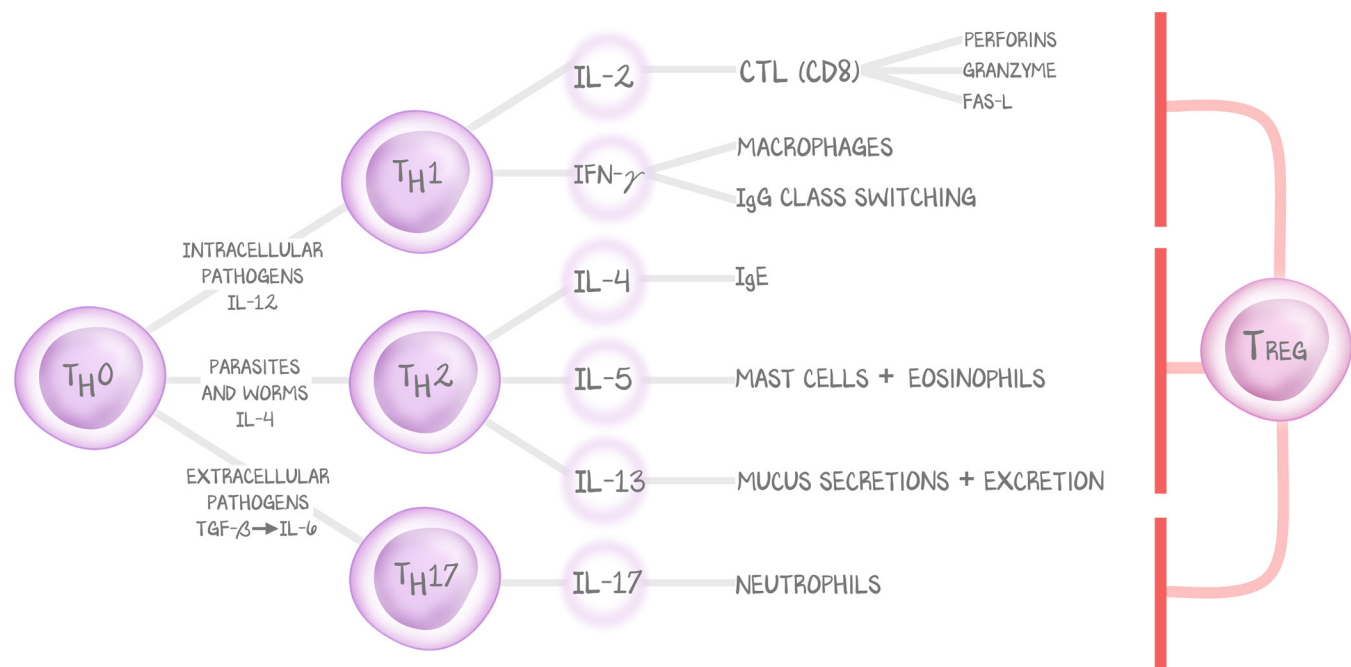 TH0
INTRACELLULAR
PATHOGENS
IL-12
PARASITES
AND WORMS
IL-4
EXTRACELLULAR
PATHOGENS
TGF-β→IL-6
TH1
TH2
TH17
IL-2
IFN-γ
IL-4
IL-5
IL-13
IL-17
CTL (CD8)
PERFORINS
GRANZYME
FAS-L
MACROPHAGES
IgG CLASS SWITCHING
IgE
MAST CELLS + EOSINOPHILS
MUCUS SECRETIONS + EXCRETION
NEUTROPHILS
TREG